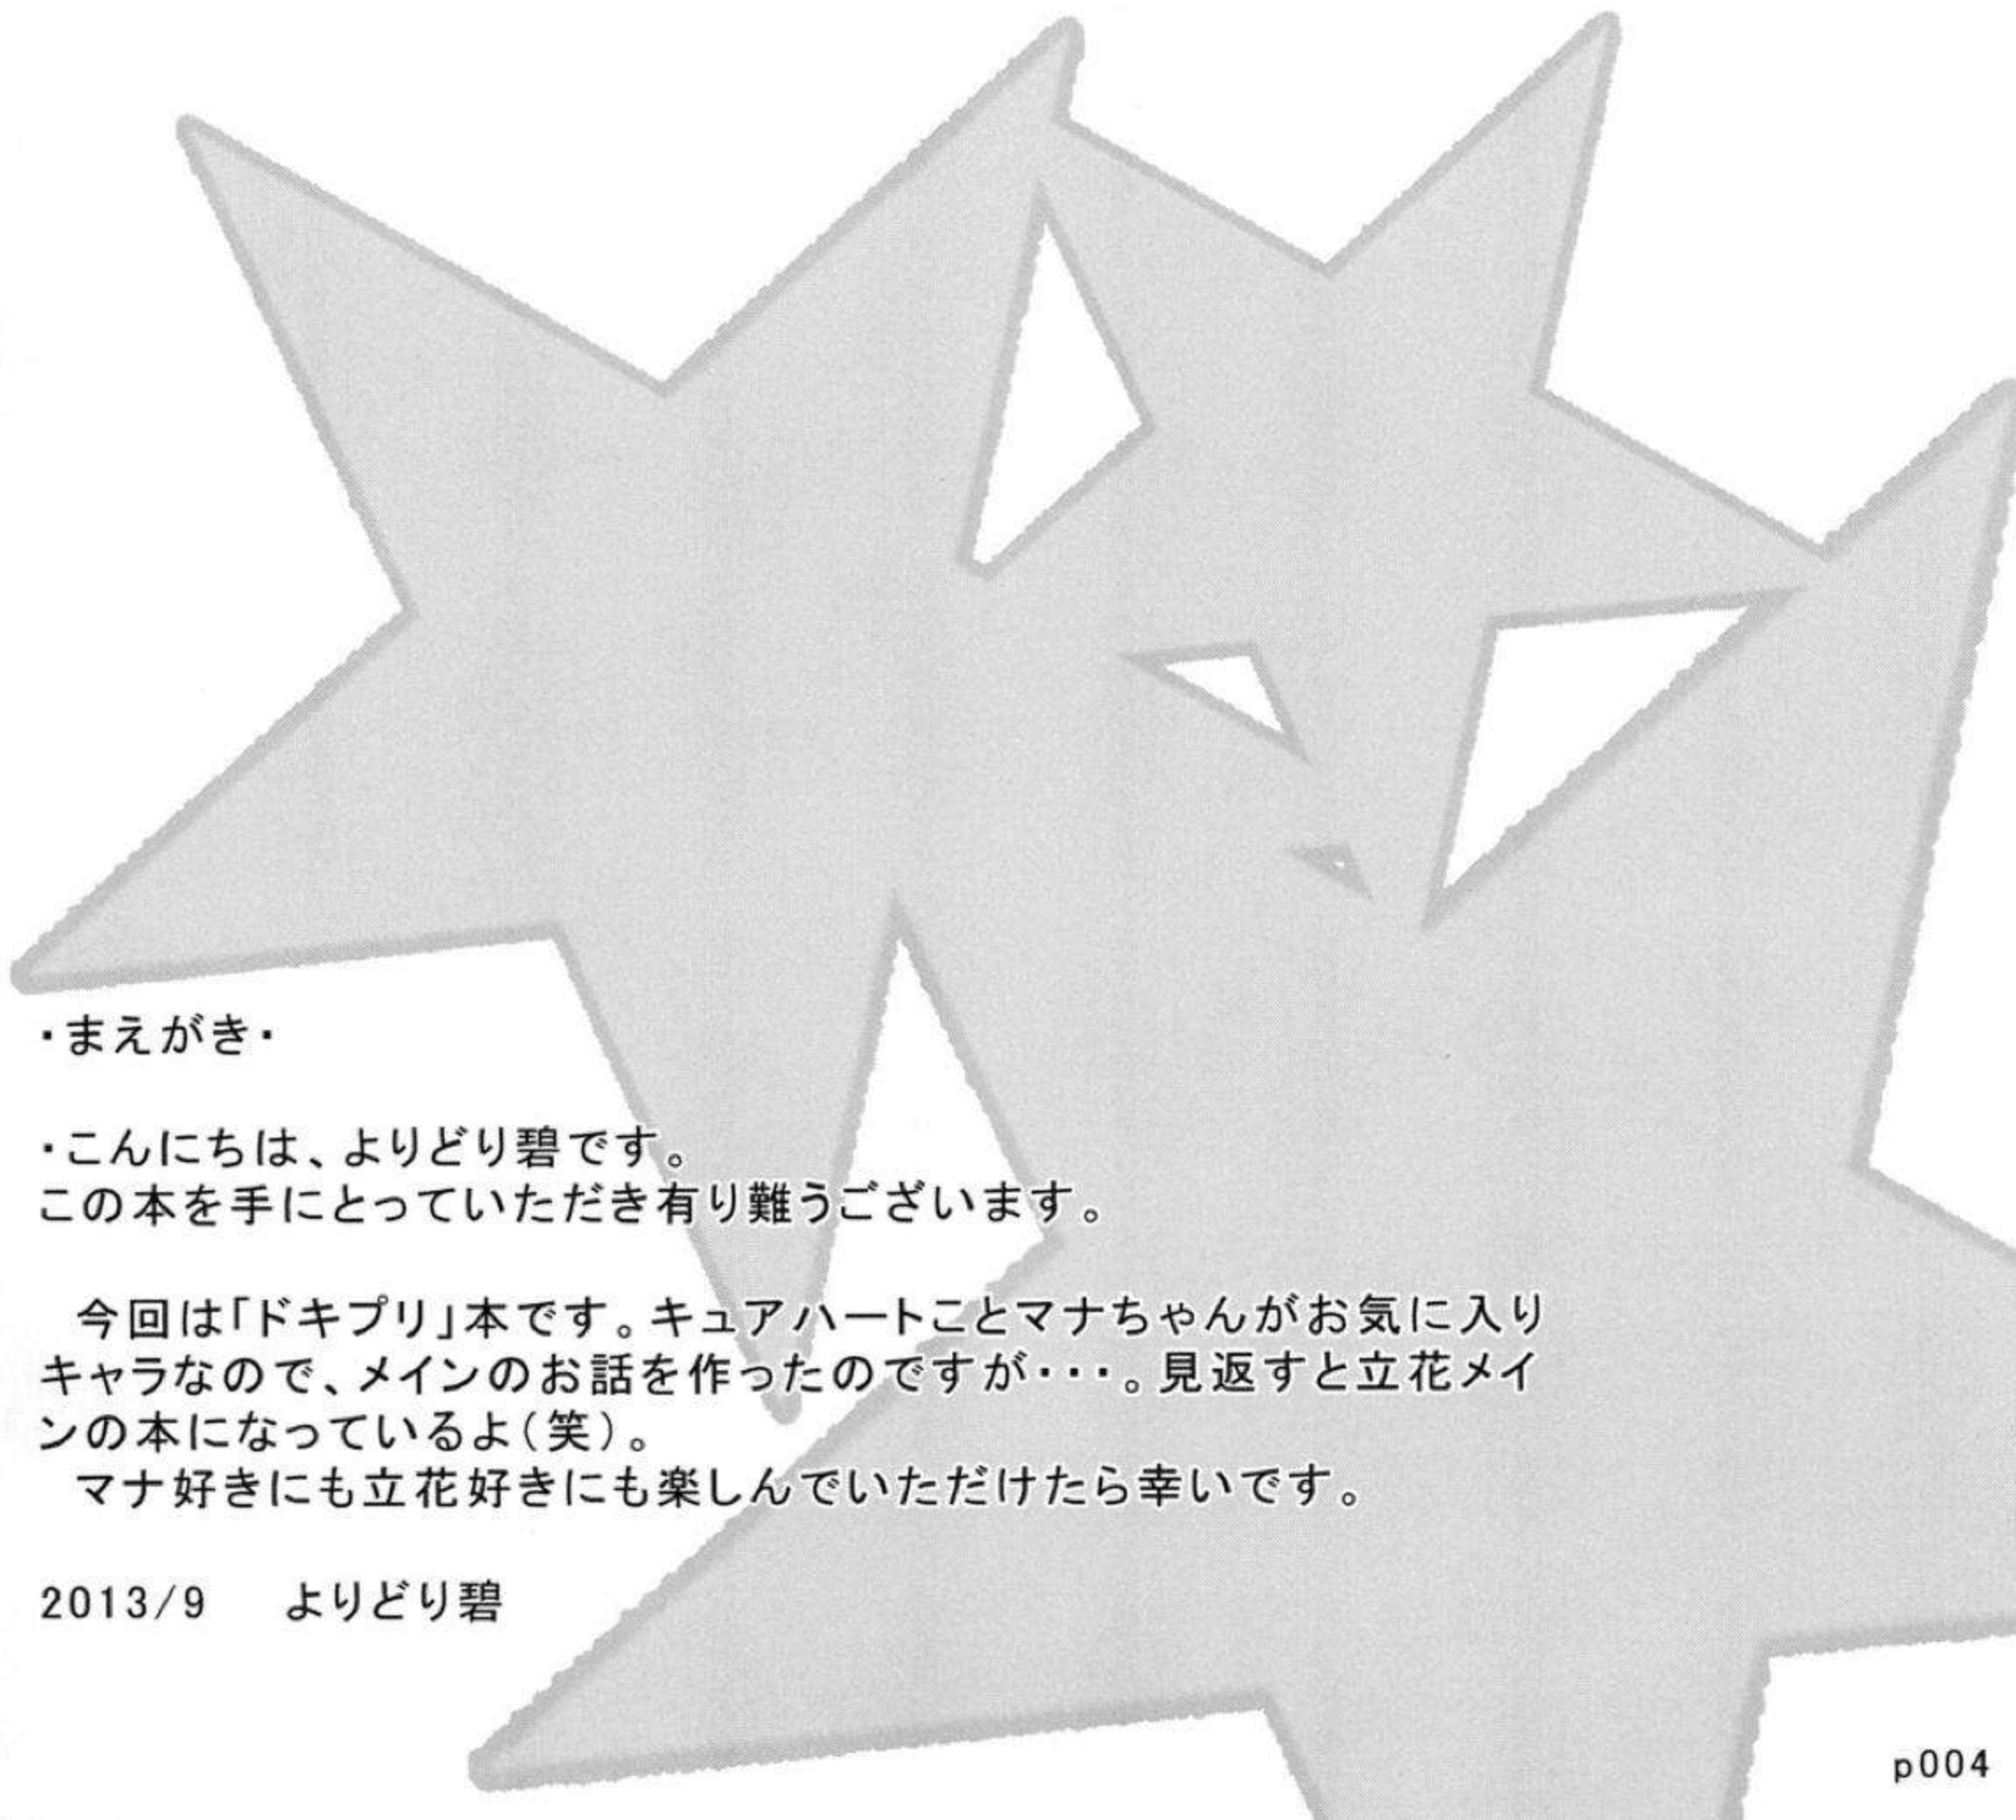 ・まえがき・
・こんにちは、よりどり碧です。
この本を手にとっていただき有り難うございます。
　今回は「ドキプリ」本です。キュアハートことマナちゃんがお気に入り
キャラなので、メインのお話を作ったのですが・・・。見返すと立花メイ
ンの本になっているよ（笑）。
　マナ好きにも立花好きにも楽しんでいただけたら幸いです。
2013/9　よりどり碧
p004